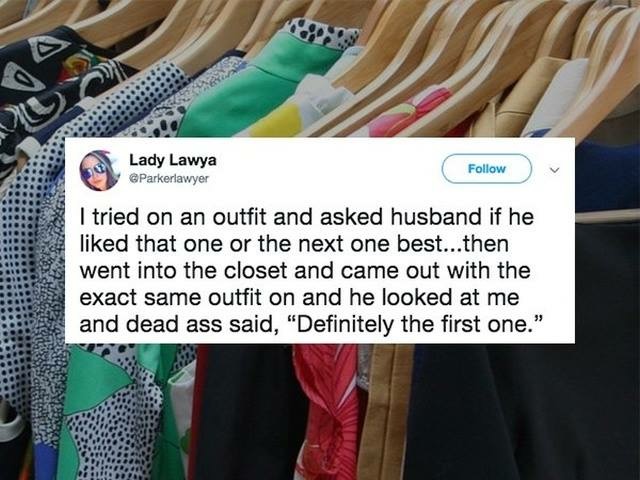 Lady Lawya
@Parkerlawyer
Follow
I tried on an outfit and asked husband if he
liked that one or the next one best...then
went into the closet and came out with the
exact same outfit on and he looked at me
and dead ass said, “Definitely the first one.”